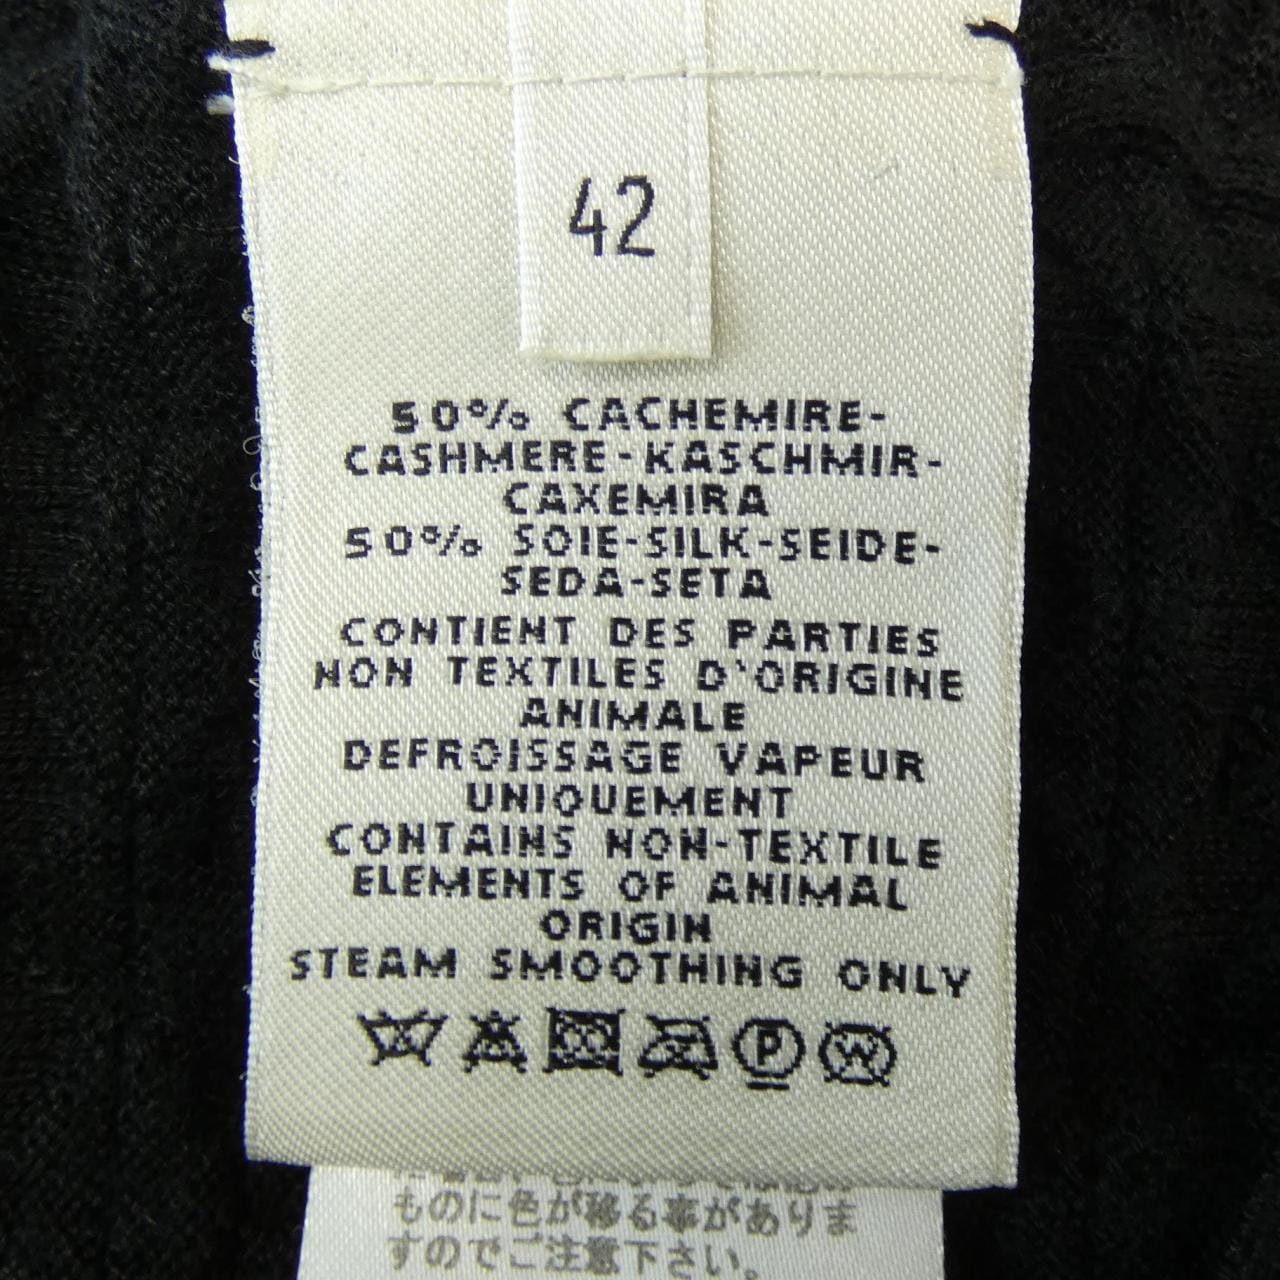 42
50% CACHEMIRE-
CASHMERE-KASCHMIR-
CAXEMIRA
50% SOIE-SILK-SEIDE-
SEDA-SETA
CONTIENT DES PARTIES
NON TEXTILES D'ORIGINE
ANIMALE
DEFROISSAGE VAPEUR
UNIQUEMENT
CONTAINS NON-TEXTILE
ELEMENTS OF ANIMAL
ORIGIN
STEAM SMOOTHING ONLY
P W
ものに色が移る事がありま
すのでご注意下さい。